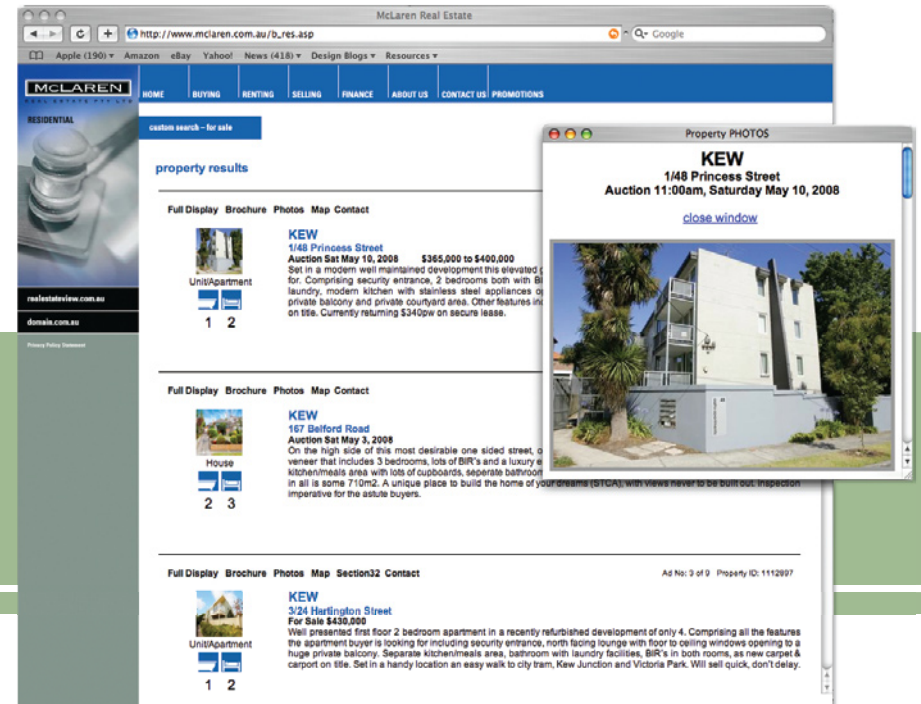 McLaren Real Estate
http://www.mclaren.com.au/b_res.asp
Google
Apple (190) Amazon eBay Yahoo! News (418) Design Blogs Resources
McLAREN
REAL ESTATE PTY LTD
HOME BUYING RENTING SELLING FINANCE ABOUT US CONTACT US PROMOTIONS
RESIDENTIAL
custom search – for sale
property results
realestateview.com.au
domain.com.au
Privacy Policy Statement
Full Display Brochure Photos Map Contact
KEW
1/48 Princess Street
Auction Sat May 10, 2008 $365,000 to $400,000
Set in a modern well maintained development this elevated
for. Comprising security entrance, 2 bedrooms both with
laundry, modern kitchen with stainless steel appliances
private balcony and private courtyard area. Other features
on title. Currently returning $340pw on secure lease.
Unit/Apartment
1 2
Full Display Brochure Photos Map Contact
KEW
167 Belford Road
Auction Sat May 3, 2008
On the high side of this most desirable one sided street,
veneer that includes 3 bedrooms, lots of BIR's and a luxury
kitchen/meals area with lots of cupboards, seperate bathroom
in all is some 710m2. A unique place to build the home of your dreams (STCA), with views never to be built out. Inspection
imperative for the astute buyers.
House
2 3
Full Display Brochure Photos Map Section32 Contact
Ad No: 3 of 9 Property ID: 1112897
KEW
3/24 Hartington Street
For Sale $430,000
Well presented first floor 2 bedroom apartment in a recently refurbished development of only 4. Comprising all the features
the apartment buyer is looking for including security entrance, north facing lounge with floor to ceiling windows opening to a
huge private balcony. Separate kitchen/meals area, bathroom with laundry facilities, BIR's in both rooms, as new carpet &
carport on title. Set in a handy location an easy walk to city tram, Kew Junction and Victoria Park. Will sell quick, don't delay.
Unit/Apartment
1 2
Property PHOTOS
KEW
1/48 Princess Street
Auction 11:00am, Saturday May 10, 2008
close window